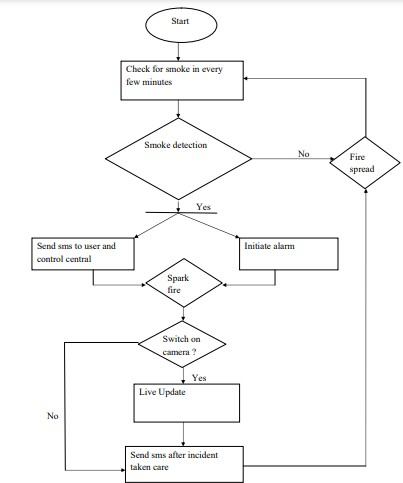 Start
Check for smoke in every
few minutes
Smoke detection
No
Fire
spread
Yes
Send sms to user and
control central
Initiate alarm
Spark
fire
Switch on
camera ?
Yes
Live Update
No
Send sms after incident
taken care